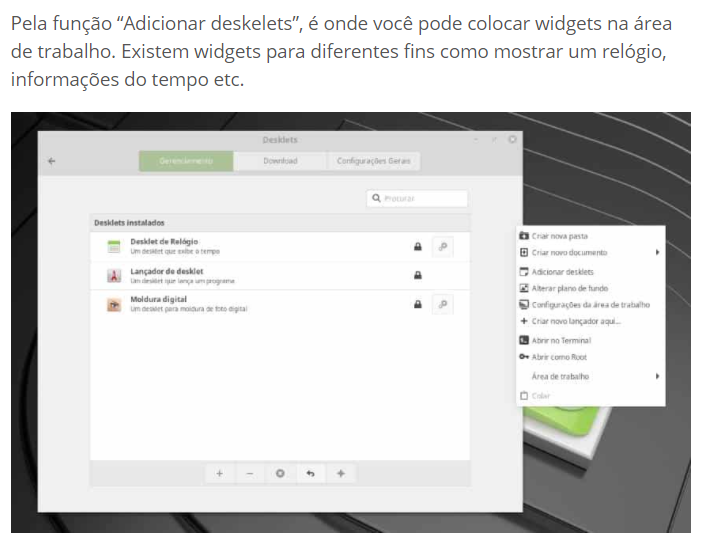 Pela função “Adicionar deskelets”, é onde você pode colocar widgets na área
de trabalho. Existem widgets para diferentes fins como mostrar um relógio,
informações do tempo etc.
Desklets
Gerenciamento
Download
Configurações Gerais
Procurar
Desklets instalados
Desklet de Relógio
Um desklet que exibe o tempo
Lançador de desklet
Um desklet que lança um programa
Moldura digital
Um desklet para moldura de foto digital
Criar nova pasta
Criar novo documento
Adicionar desklets
Alterar plano de fundo
Configurações da área de trabalho
Criar novo lançador aqui...
Abrir no Terminal
Abrir como Root
Área de trabalho
Colar